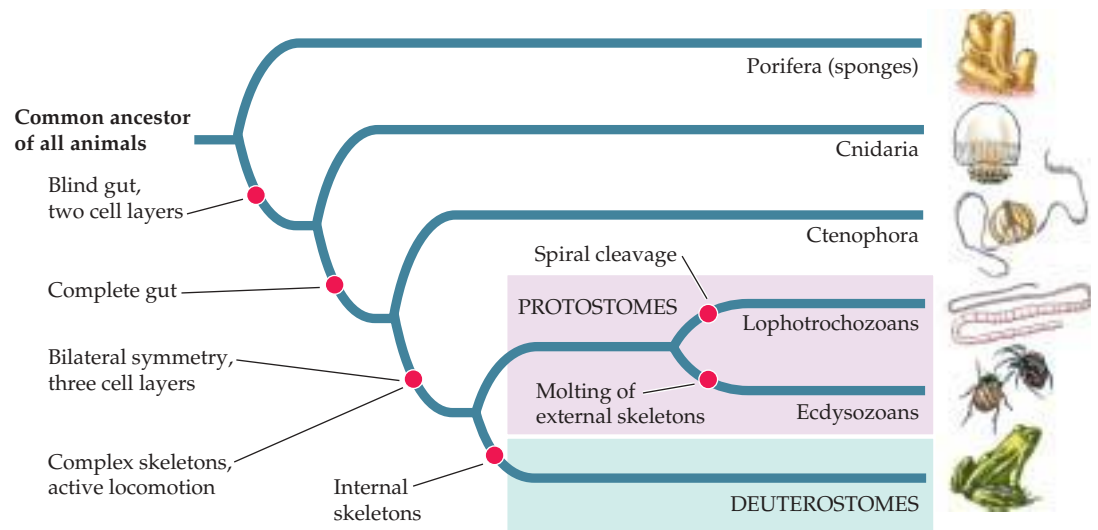 Porifera (sponges)
Common ancestor
of all animals
Cnidaria
Blind gut,
two cell layers
Ctenophora
Spiral cleavage
Complete gut
PROTOSTOMES
Lophotrochozoans
Bilateral symmetry,
three cell layers
Molting of
external skeletons
Ecdysozoans
Complex skeletons,
active locomotion
Internal
skeletons
DEUTEROSTOMES